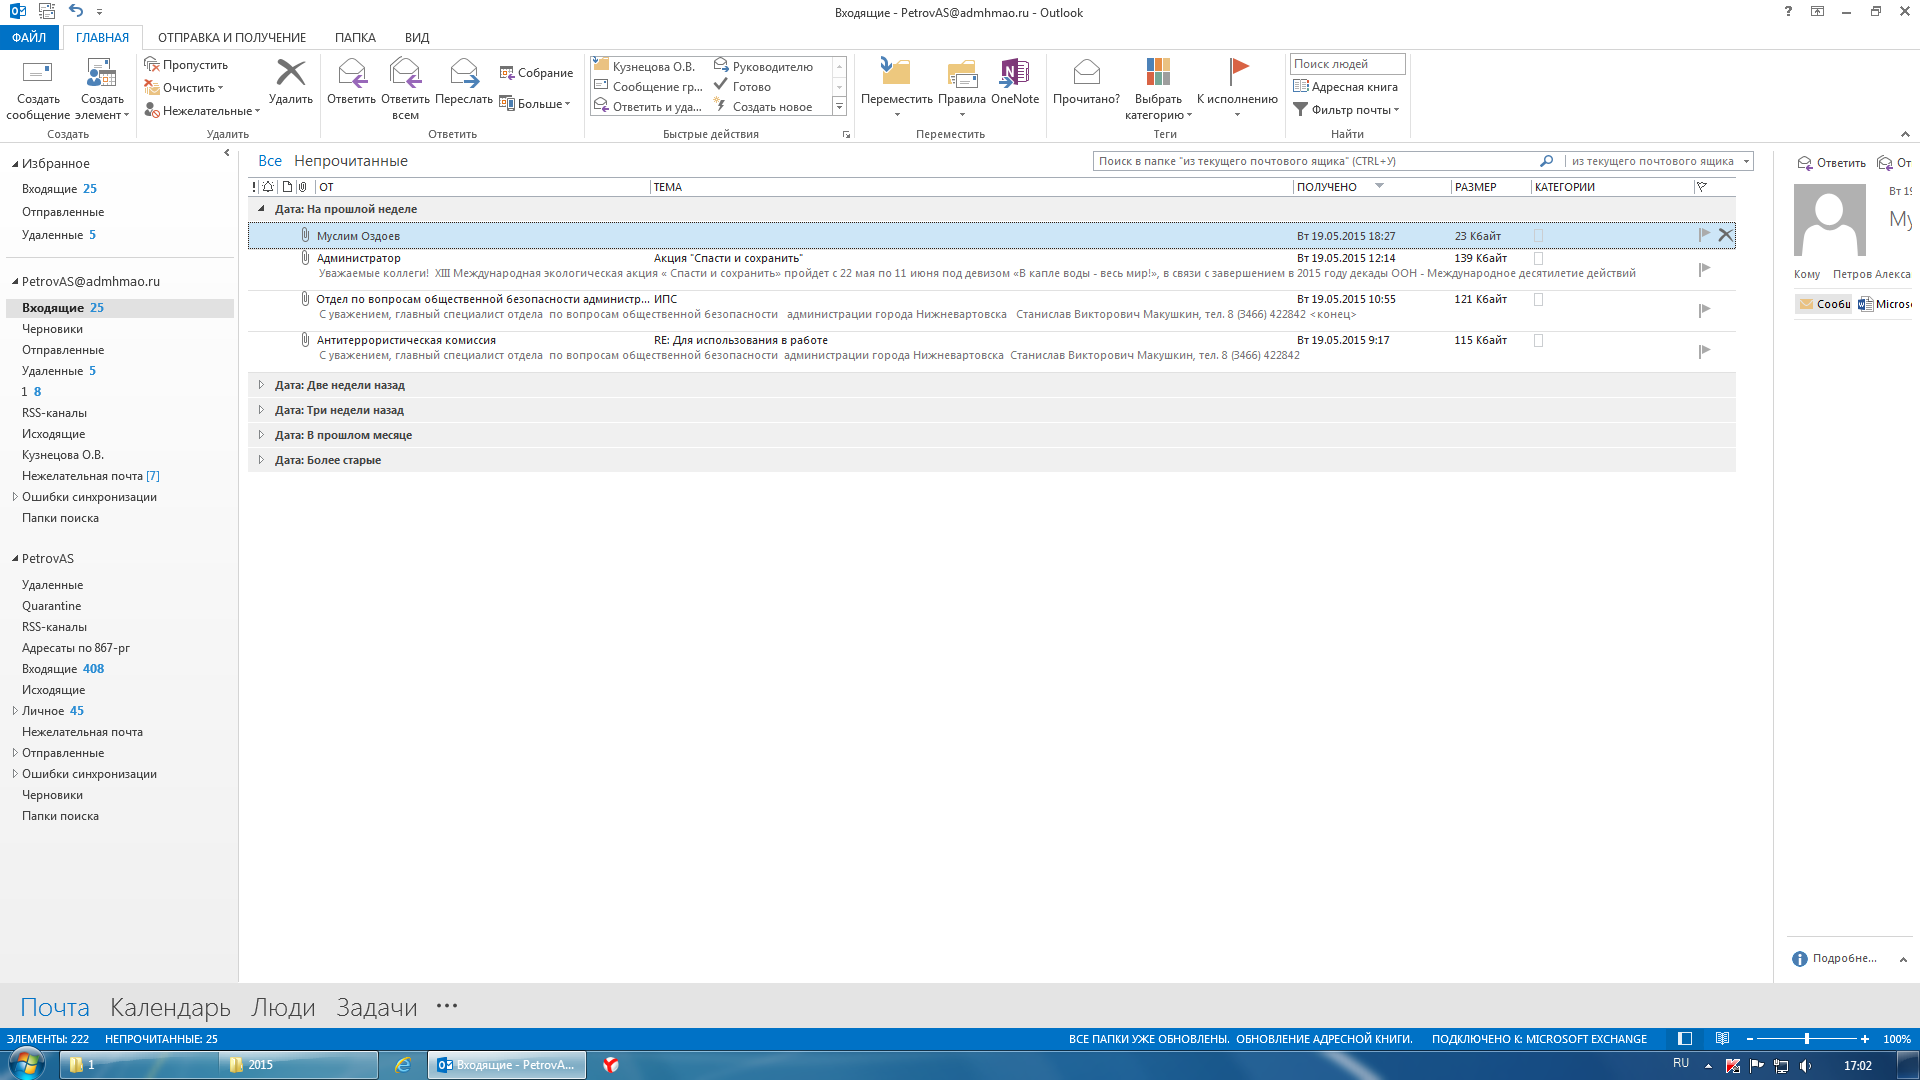 Входящие - PetrovAS@admhmao.ru - Outlook
ФАЙЛ ГЛАВНАЯ ОТПРАВКА И ПОЛУЧЕНИЕ ПАПКА ВИД
Создать сообщение
Создать элемент
Создать
Пропустить
Очистить
Нежелательные
Удалить
Удалить
Ответить
Ответить всем
Переслать
Собрание
Больше
Ответить
Кузнецова О.В.
Сообщение гр...
Ответить и уда...
Руководителю
Готово
Создать новое
Быстрые действия
Переместить
Правила
OneNote
Переместить
Прочитано?
Выбрать категорию
К исполнению
Теги
Поиск людей
Адресная книга
Фильтр почты
Найти
Избранное
Входящие 25
Отправленные
Удаленные 5
PetrovAS@admhmao.ru
Входящие 25
Черновики
Отправленные
Удаленные 5
1 8
RSS-каналы
Исходящие
Кузнецова О.В.
Нежелательная почта [7]
Ошибки синхронизации
Папки поиска
PetrovAS
Удаленные
Quarantine
RSS-каналы
Адресаты по 867-рг
Входящие 408
Исходящие
Личное 45
Нежелательная почта
Отправленные
Ошибки синхронизации
Черновики
Папки поиска
Все Непрочитанные
Поиск в папке "из текущего почтового ящика" (CTRL+У) из текущего почтового ящика
! ОТ ТЕМА ПОЛУЧЕНО РАЗМЕР КАТЕГОРИИ
Дата: На прошлой неделе
Муслим Оздоев Вт 19.05.2015 18:27 23 Кбайт
Администратор Акция "Спасти и сохранить" Вт 19.05.2015 12:14 139 Кбайт
Уважаемые коллеги! XIII Международная экологическая акция « Спасти и сохранить» пройдет с 22 мая по 11 июня под девизом «В капле воды - весь мир!», в связи с завершением в 2015 году декады ООН - Международное десятилетие действий
Отдел по вопросам общественной безопасности администр... ИПС Вт 19.05.2015 10:55 121 Кбайт
С уважением, главный специалист отдела по вопросам общественной безопасности администрации города Нижневартовска Станислав Викторович Макушкин, тел. 8 (3466) 422842 <конец>
Антитеррористическая комиссия RE: Для использования в работе Вт 19.05.2015 9:17 115 Кбайт
С уважением, главный специалист отдела по вопросам общественной безопасности администрации города Нижневартовска Станислав Викторович Макушкин, тел. 8 (3466) 422842
Дата: Две недели назад
Дата: Три недели назад
Дата: В прошлом месяце
Дата: Более старые
Ответить От
Вт 19
Му
Кому Петров Алекса
Сооби Micros
Подробне...
Почта Календарь Люди Задачи ...
ЭЛЕМЕНТЫ: 222 НЕПРОЧИТАННЫЕ: 25 ВСЕ ПАПКИ УЖЕ ОБНОВЛЕНЫ. ОБНОВЛЕНИЕ АДРЕСНОЙ КНИГИ. ПОДКЛЮЧЕНО К: MICROSOFT EXCHANGE 100%
1 2015 Входящие - PetrovA... RU 17:02